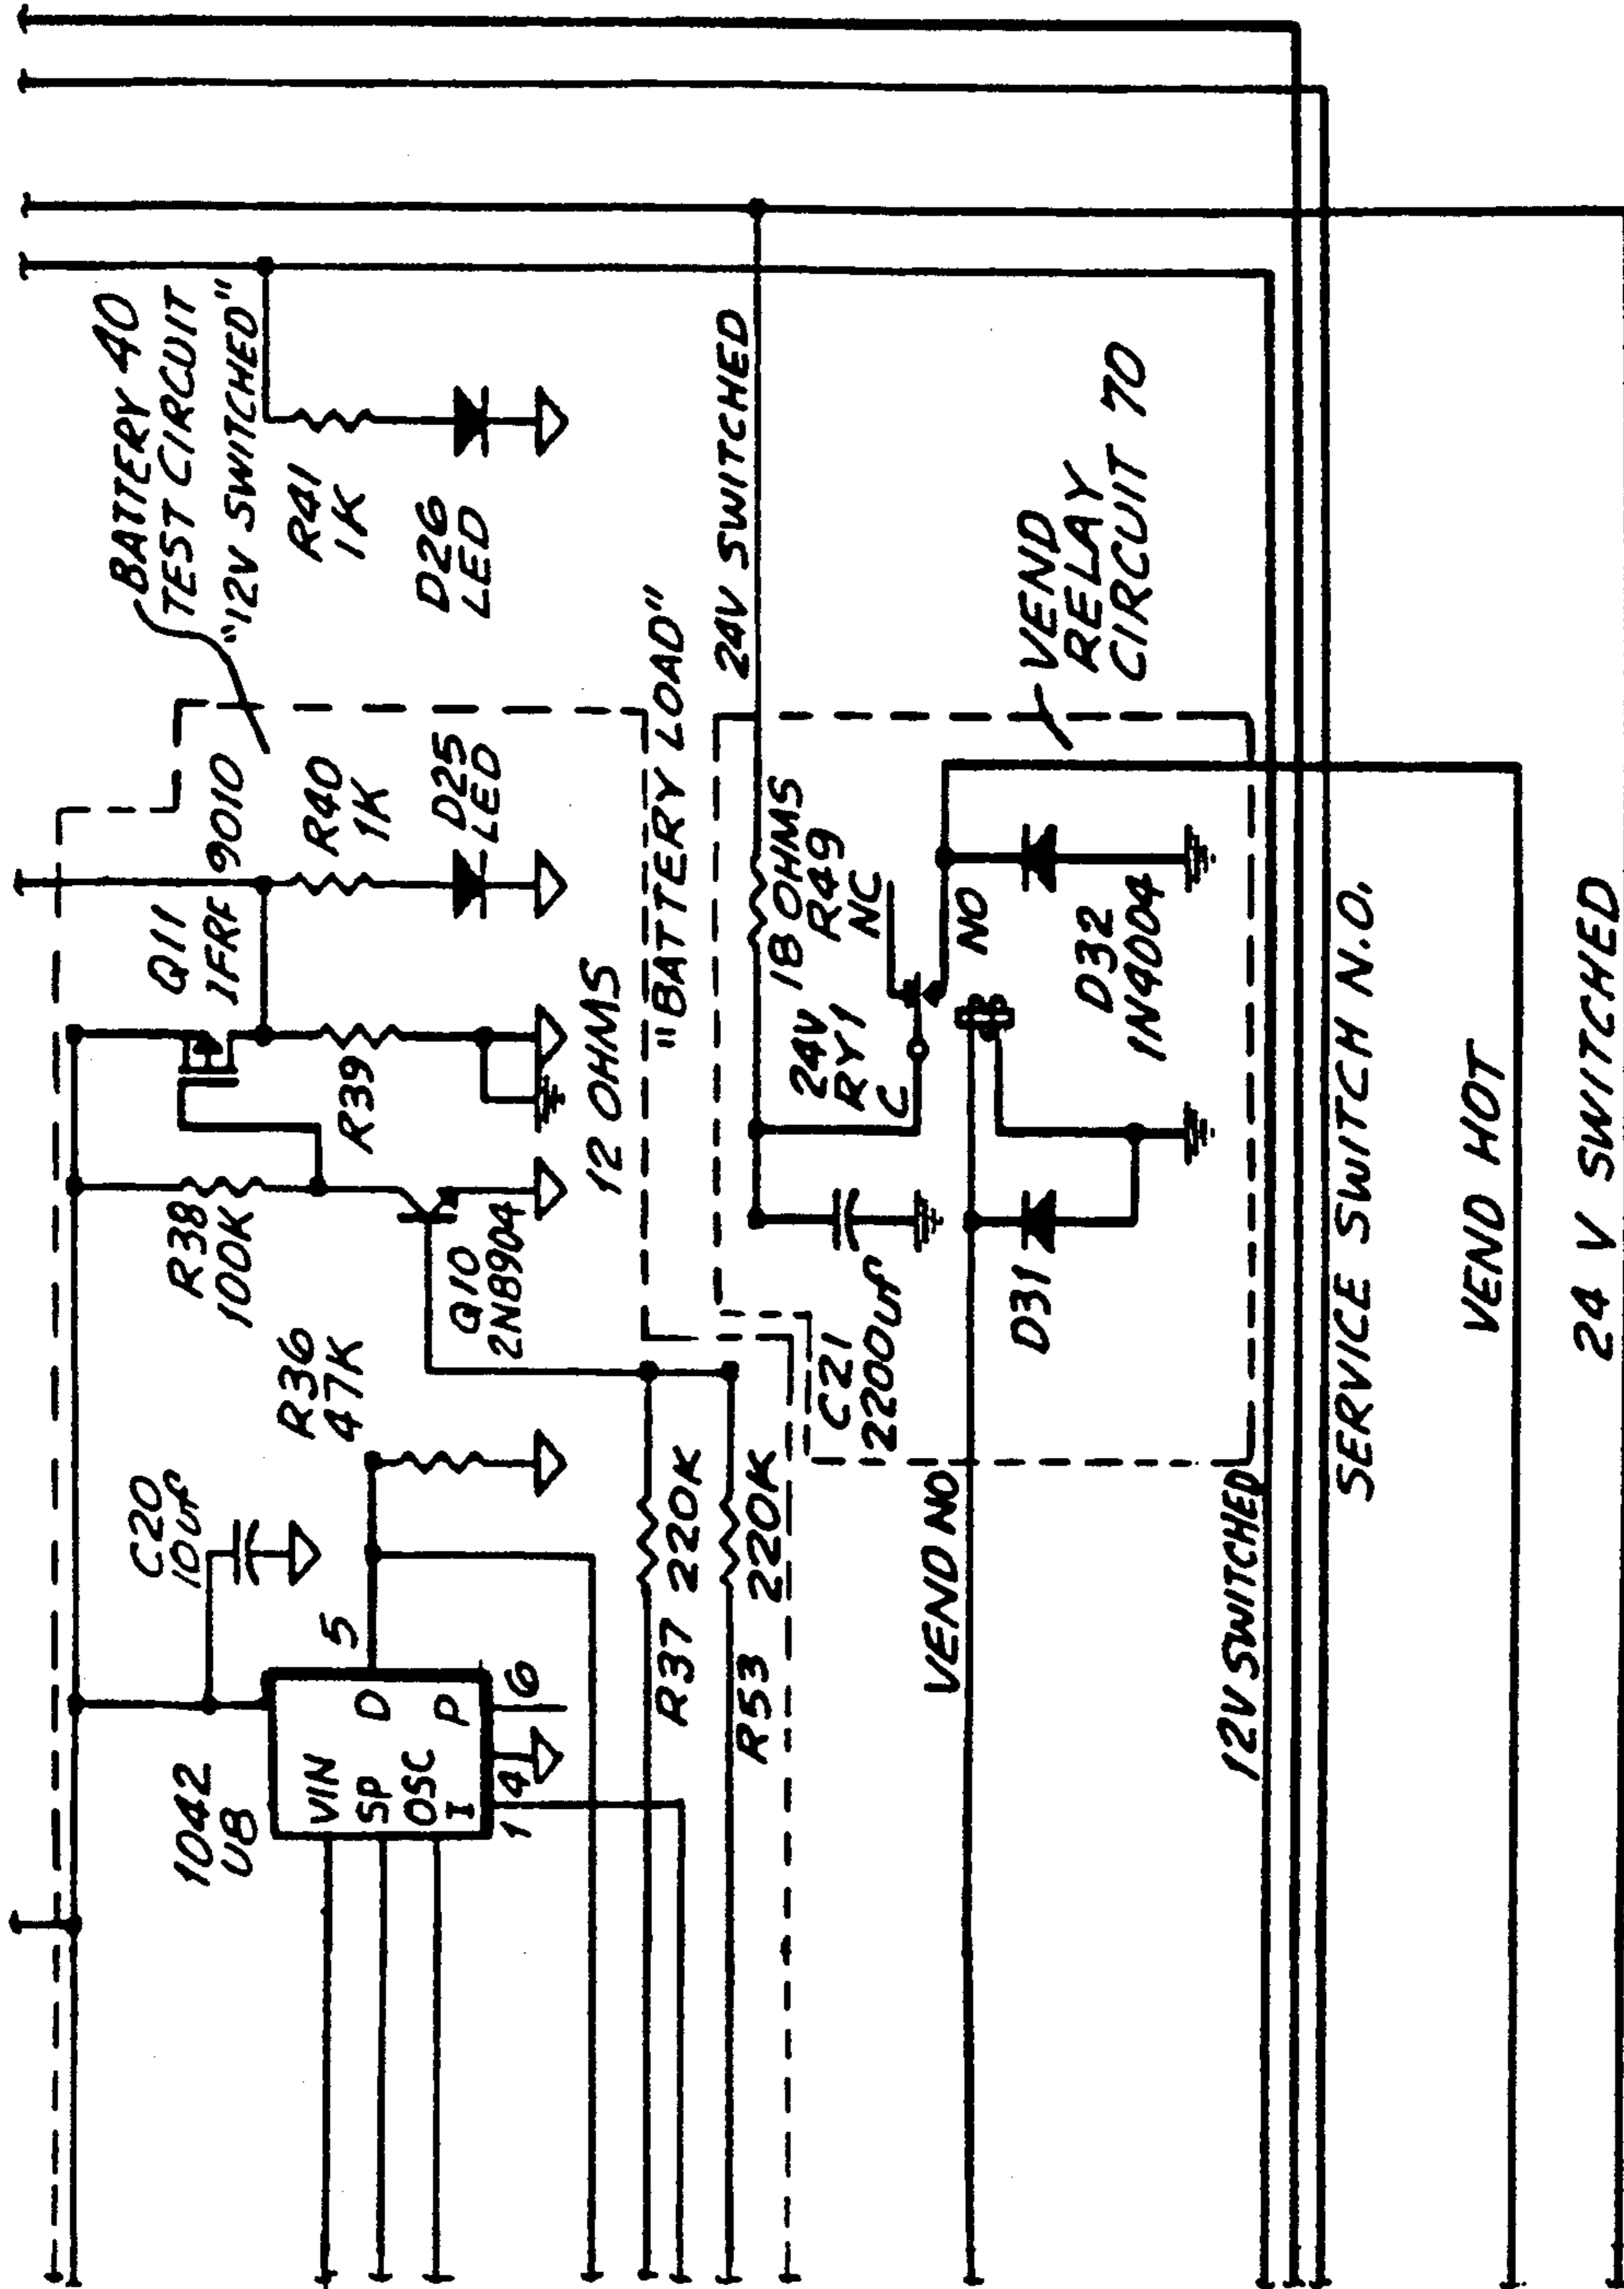 BATTERY 40
TEST CIRCUIT
"12V SWITCHED"
1042
U8
VIN
SP
OSC
I
D
P
5
1
4
6
C20
10uf
R36
47K
R38
100K
Q10
2N8904
Q11
1FRF 9010
R39
12 OHMS
R40
1K
D25
LED
R41
1K
D26
LED
"BATTERY LOAD"
R37 220K
R53 220K
24V SWITCHED
C21
2200uf
18 OHMS
R49
24V
RY1
C
NC
NO
D31
D32
1N4004
VEND
RELAY
CIRCUIT 70
VEND NO
12V SWITCHED
SERVICE SWITCH N.O.
VEND HOT
24 V SWITCHED